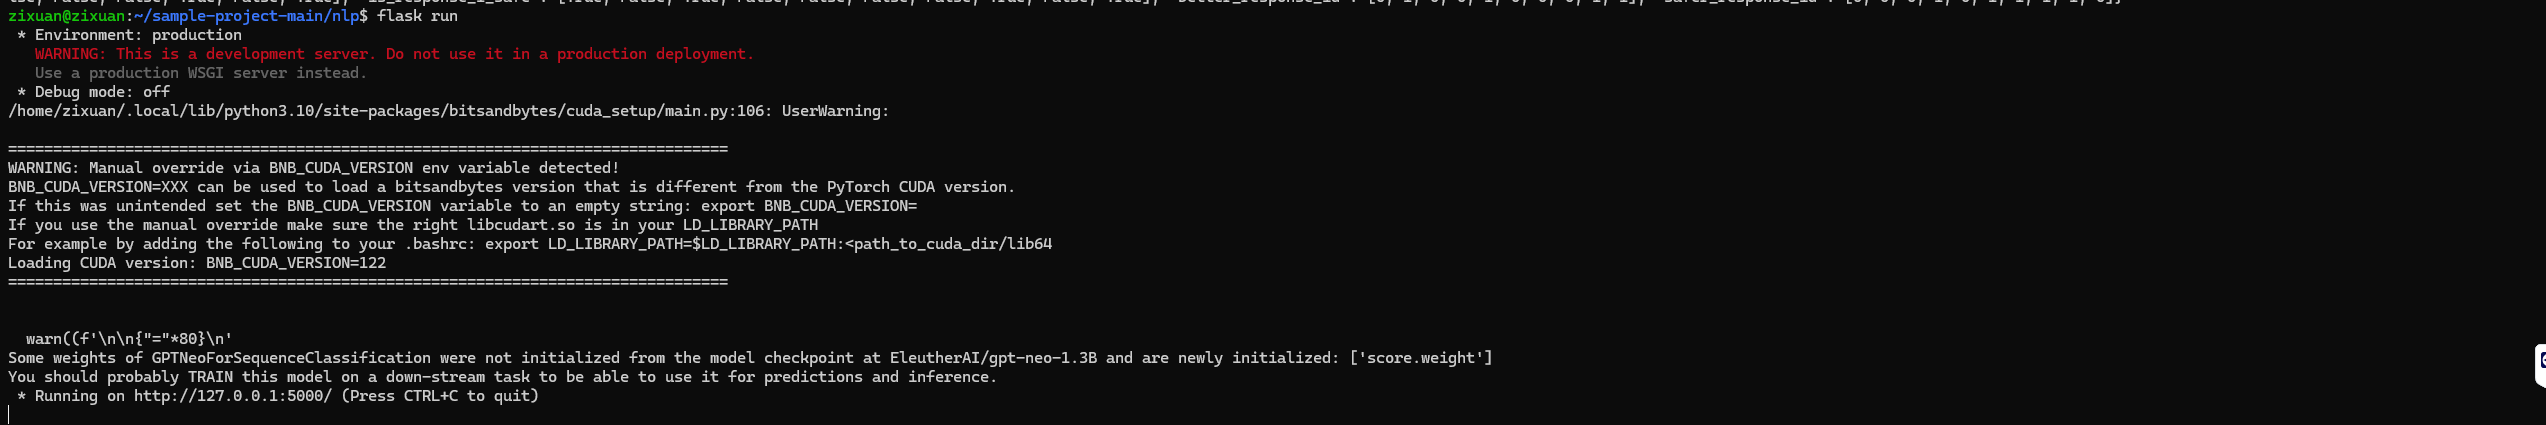 zixuan@zixuan:~/sample-project-main/nlp$ flask run
 * Environment: production
   WARNING: This is a development server. Do not use it in a production deployment.
   Use a production WSGI server instead.
 * Debug mode: off
/home/zixuan/.local/lib/python3.10/site-packages/bitsandbytes/cuda_setup/main.py:106: UserWarning:
================================================================================
WARNING: Manual override via BNB_CUDA_VERSION env variable detected!
BNB_CUDA_VERSION=XXX can be used to load a bitsandbytes version that is different from the PyTorch CUDA version.
If this was unintended set the BNB_CUDA_VERSION variable to an empty string: export BNB_CUDA_VERSION=
If you use the manual override make sure the right libcudart.so is in your LD_LIBRARY_PATH
For example by adding the following to your .bashrc: export LD_LIBRARY_PATH=$LD_LIBRARY_PATH:<path_to_cuda_dir/lib64
Loading CUDA version: BNB_CUDA_VERSION=122
================================================================================
  warn((f'\n\n{"="*80}\n'
Some weights of GPTNeoForSequenceClassification were not initialized from the model checkpoint at EleutherAI/gpt-neo-1.3B and are newly initialized: ['score.weight']
You should probably TRAIN this model on a down-stream task to be able to use it for predictions and inference.
 * Running on http://127.0.0.1:5000/ (Press CTRL+C to quit)